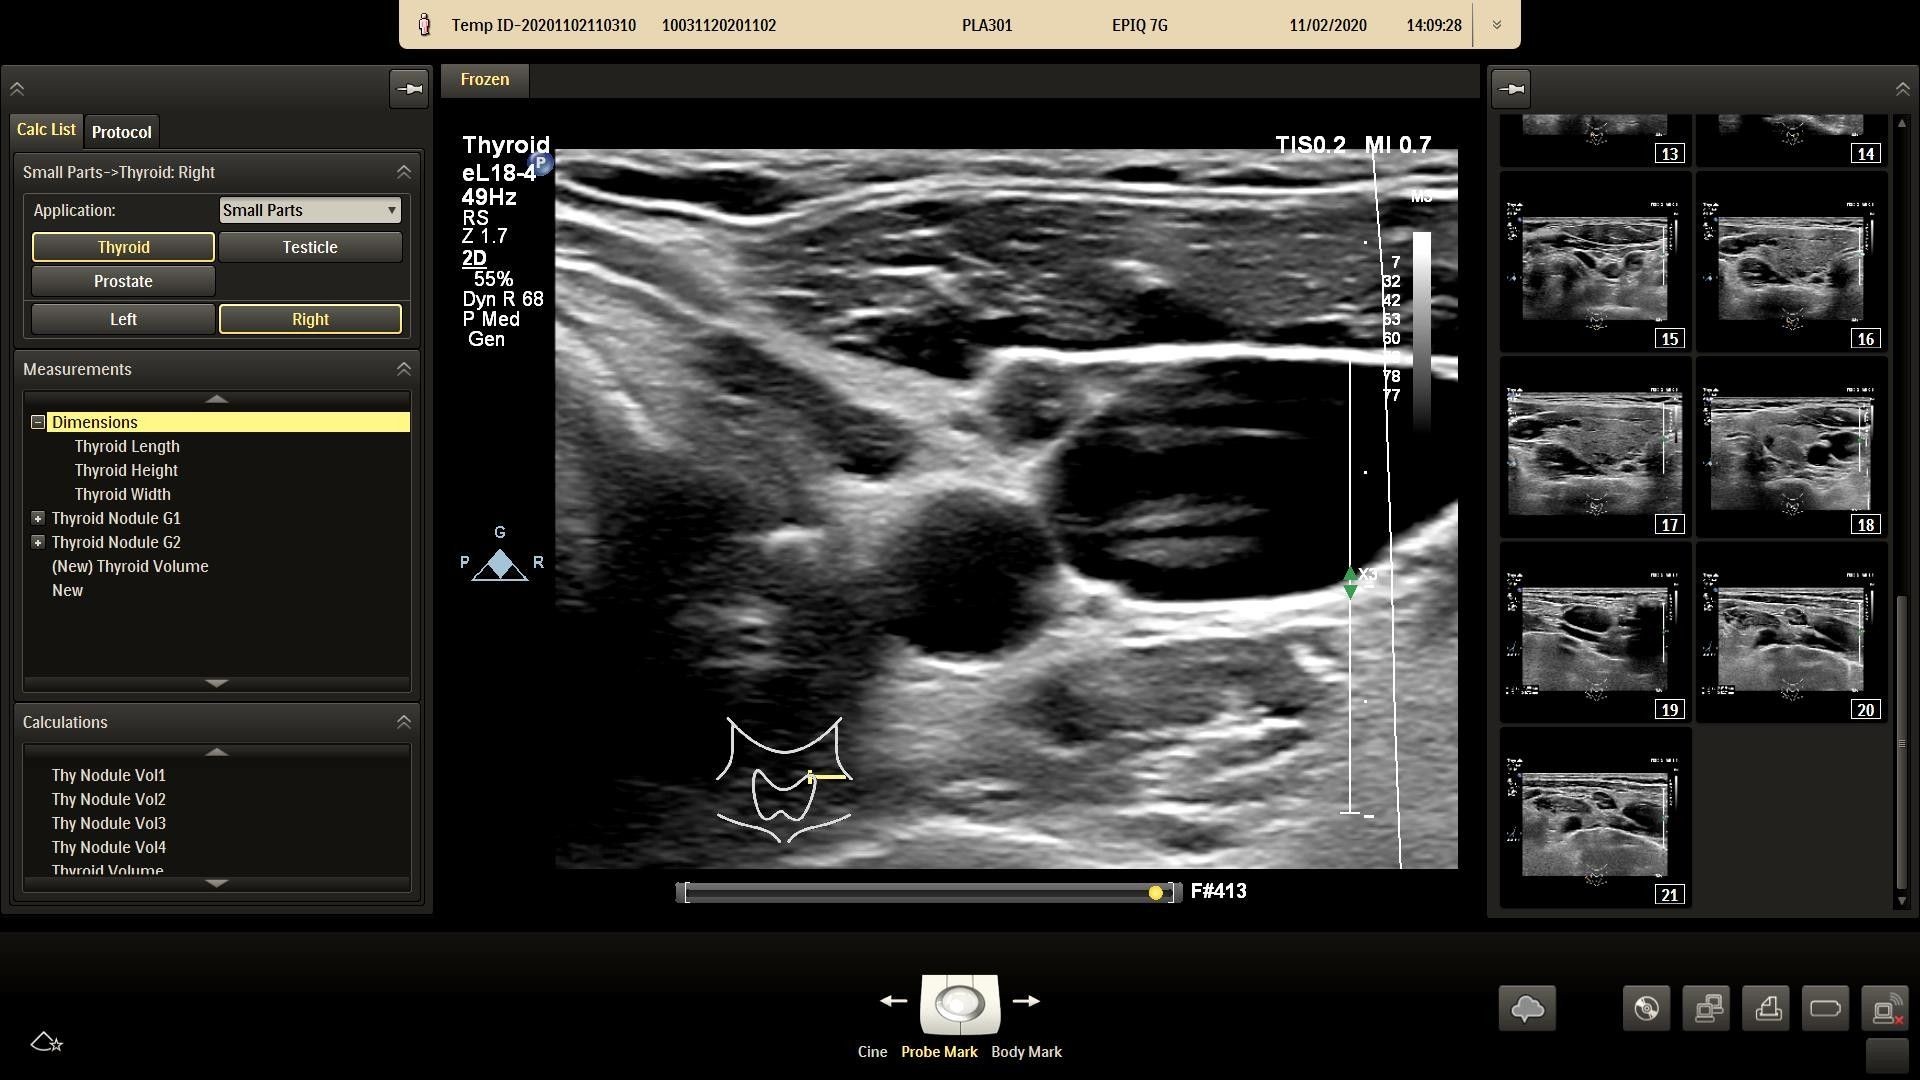 Temp ID-20201102110310 10031120201102 PLA301 EPIQ 7G 11/02/2020 14:09:28
Calc List Protocol
Small Parts->Thyroid: Right
Application: Small Parts
Thyroid Testicle
Prostate
Left Right
Measurements
Dimensions
Thyroid Length
Thyroid Height
Thyroid Width
Thyroid Nodule G1
Thyroid Nodule G2
(New) Thyroid Volume
New
Calculations
Thy Nodule Vol1
Thy Nodule Vol2
Thy Nodule Vol3
Thy Nodule Vol4
Thyroid Volume
Frozen
Thyroid
eL18-4
49Hz
RS
Z 1.7
2D
55%
Dyn R 68
P Med
Gen
P
G
P R
TIS0.2 MI 0.7
7
32
42
53
60
78
77
X3
F#413
13
14
15
16
17
18
19
20
21
Cine Probe Mark Body Mark